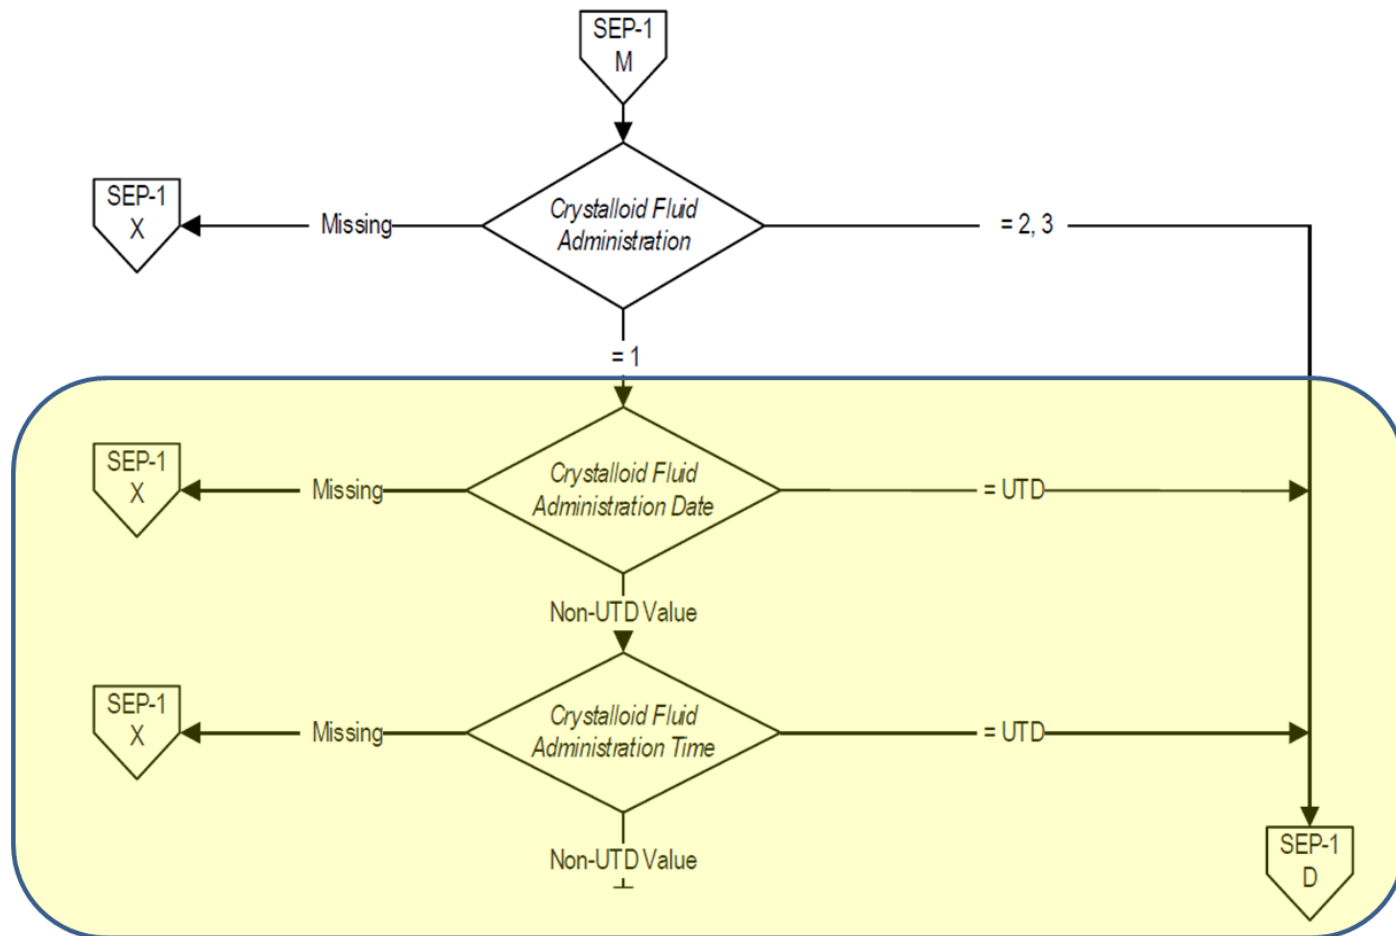 SEP-1
M
SEP-1
X
Missing
Crystalloid Fluid
Administration
= 2, 3
= 1
SEP-1
X
Missing
Crystalloid Fluid
Administration Date
= UTD
Non-UTD Value
SEP-1
X
Missing
Crystalloid Fluid
Administration Time
= UTD
Non-UTD Value
SEP-1
D